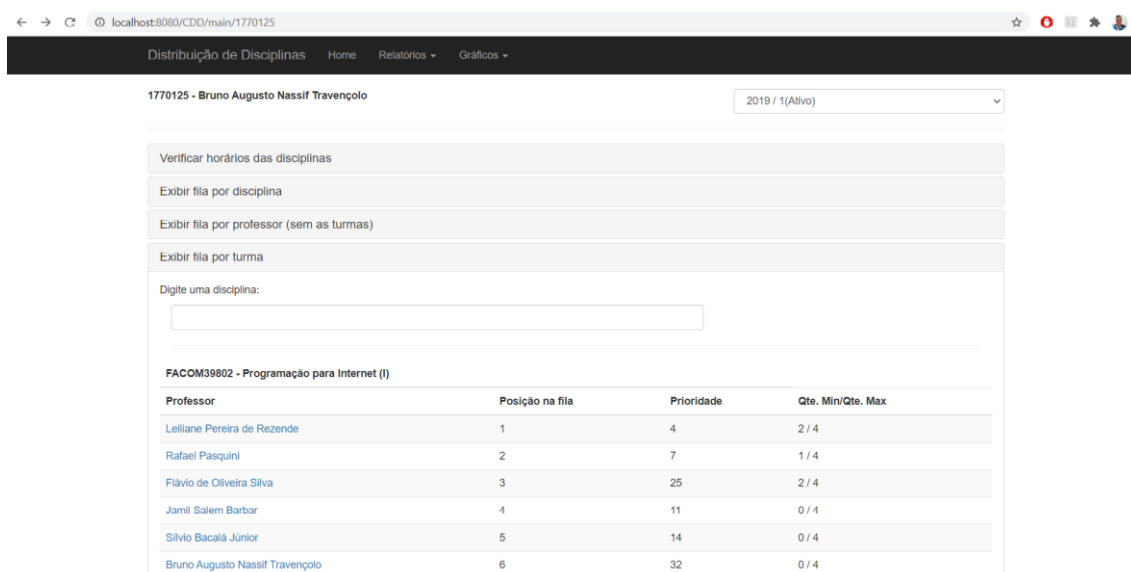 localhost:8080/CDD/main/1770125
Distribuição de Disciplinas Home Relatórios Gráficos
1770125 - Bruno Augusto Nassif Travençolo 2019 / 1(Ativo)
Verificar horários das disciplinas
Exibir fila por disciplina
Exibir fila por professor (sem as turmas)
Exibir fila por turma
Digite uma disciplina:
FACOM39802 - Programação para Internet (I)
Professor Posição na fila Prioridade Qte. Min/Qte. Max
Leiliane Pereira de Rezende 1 4 2 / 4
Rafael Pasquini 2 7 1 / 4
Flávio de Oliveira Silva 3 25 2 / 4
Jamil Salem Barbar 4 11 0 / 4
Sílvio Bacalá Júnior 5 14 0 / 4
Bruno Augusto Nassif Travençolo 6 32 0 / 4